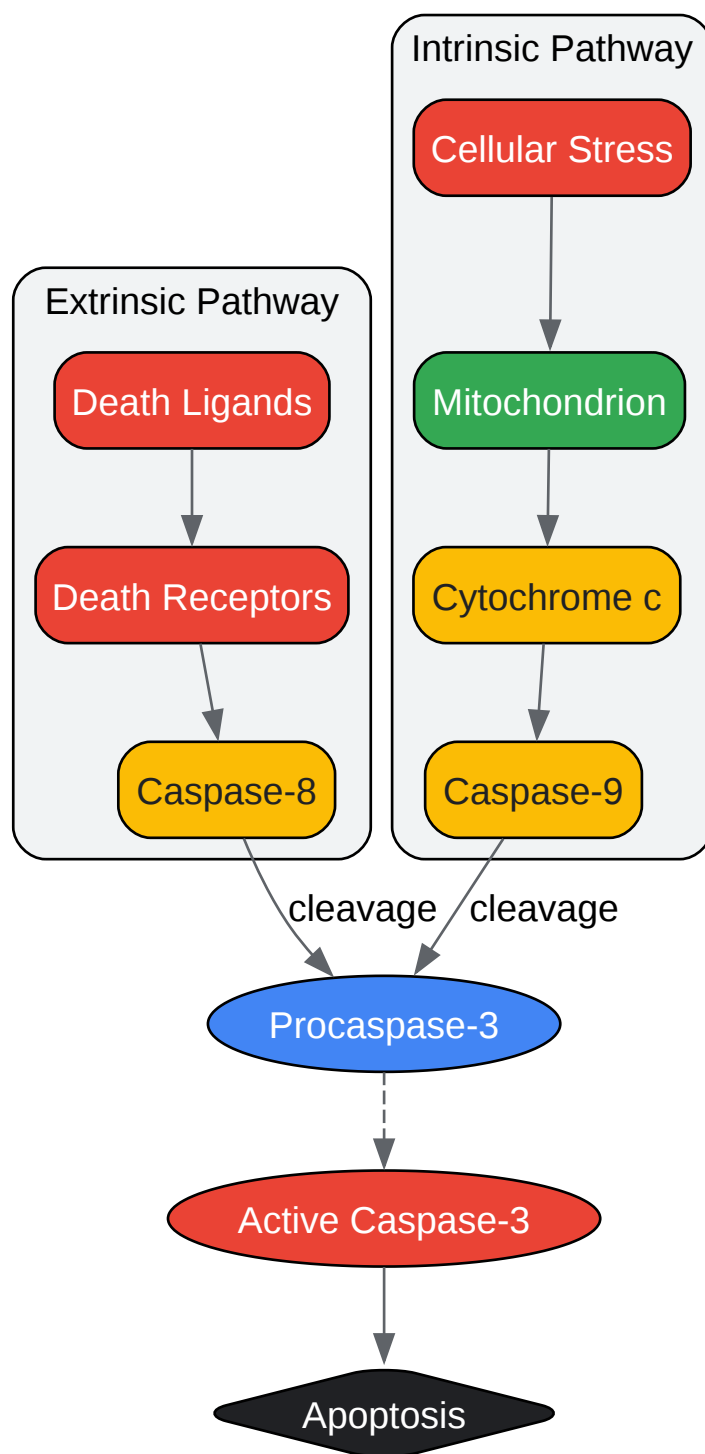 Intrinsic Pathway
Cellular Stress
Extrinsic Pathway
Death Ligands
Mitochondrion
Death Receptors
Cytochrome c
Caspase-8
Caspase-9
cleavage
cleavage
Procaspase-3
Active Caspase-3
Apoptosis